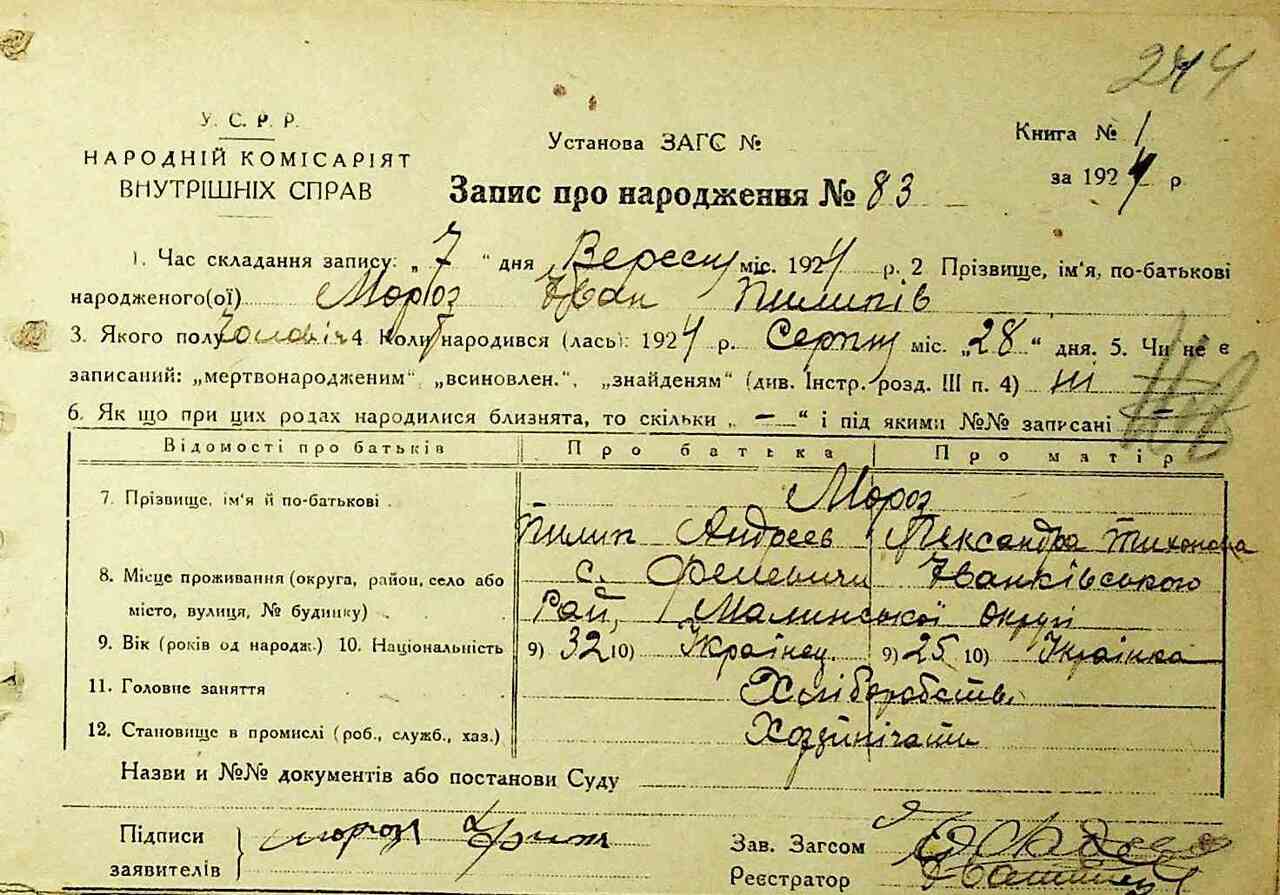 244
У. С. Р. Р.
НАРОДНІЙ КОМІСАРІЯТ
ВНУТРІШНІХ СПРАВ
Установа ЗАГС №
Книга № 1
за 1924 р
Запис про народження № 83
1. Час складання запису: „ 7 “ дня Вересн міс. 1924 р. 2 Прізвище, ім'я, по-батькові
народженого(ої) Мороз Іван Пилипів
3. Якого полу Чоловіч 4 Коли народився (лась): 1924 р. Серпн міс. „28“ дня. 5. Чи не є
записаний: „мертвонародженим“, „всиновлен.“, „знайденям“ (див. Інстр. розд. III п. 4) Ні
6. Як що при цих родах народилися близнята, то скільки „ — “ і під якими №№ записані —
Відомості про батьків Про батька Про матір
7. Прізвище, ім'я й по-батькові Мороз
Пилип Андреев Олександра Тихонова
8. Місце проживання (округа, район, село або с. Феневичи Іванківського
місто, вулиця, № будинку) Рай, Малинської округи
9. Вік (років од народж.) 10. Національність 9) 32 10) Українец 9) 25 10) Українка
11. Головне заняття Хліборобств.
12. Становище в промислі (роб., служб., хаз.)
Назви и №№ документів або постанови Суду
Підписи мороз
заявителів
Зав. Загсом
Реєстратор